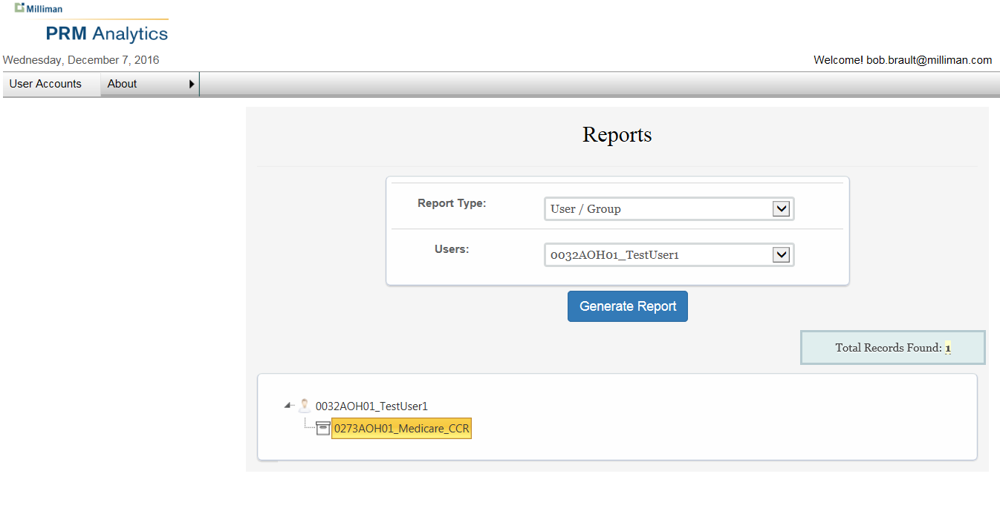 Milliman
PRM Analytics
Wednesday, December 7, 2016
Welcome! bob.brault@milliman.com
User Accounts
About
Reports
Report Type:
User / Group
Users:
0032AOH01_TestUser1
Generate Report
Total Records Found: 1
0032AOH01_TestUser1
0273AOH01_Medicare_CCR